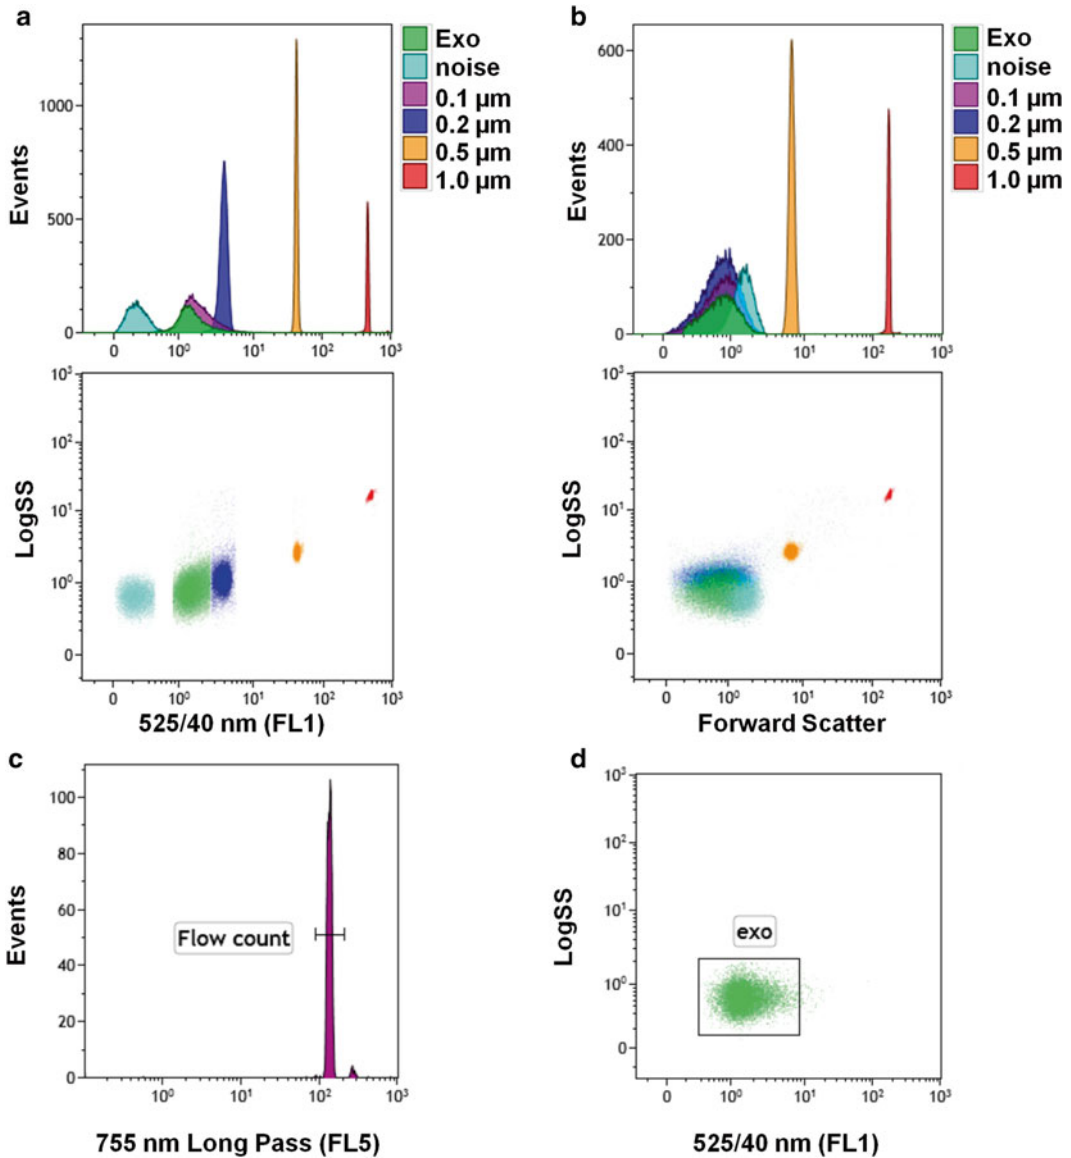 a
1000
500
0
Events
0 10⁰ 10¹ 10² 10³
Exo
noise
0.1 µm
0.2 µm
0.5 µm
1.0 µm
10³
10²
10¹
10⁰
0
LogSS
0 10⁰ 10¹ 10² 10³
525/40 nm (FL1)
b
600
400
200
0
Events
0 10⁰ 10¹ 10² 10³
Exo
noise
0.1 µm
0.2 µm
0.5 µm
1.0 µm
10³
10²
10¹
10⁰
0
LogSS
0 10⁰ 10¹ 10² 10³
Forward Scatter
c
100
80
60
40
20
0
Events
Flow count
10⁰ 10¹ 10² 10³
755 nm Long Pass (FL5)
d
10³
10²
10¹
10⁰
0
LogSS
exo
0 10⁰ 10¹ 10² 10³
525/40 nm (FL1)